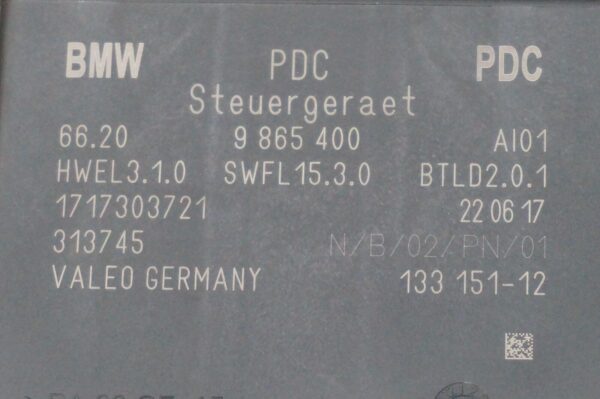 BMW PDC PDC
Steuergeraet
66.20 9 865 400 AI01
HWEL3.1.0 SWFL15.3.0 BTLD2.0.1
1717303721 22 06 17
313745 N/B/02/PN/01
VALEO GERMANY 133 151-12